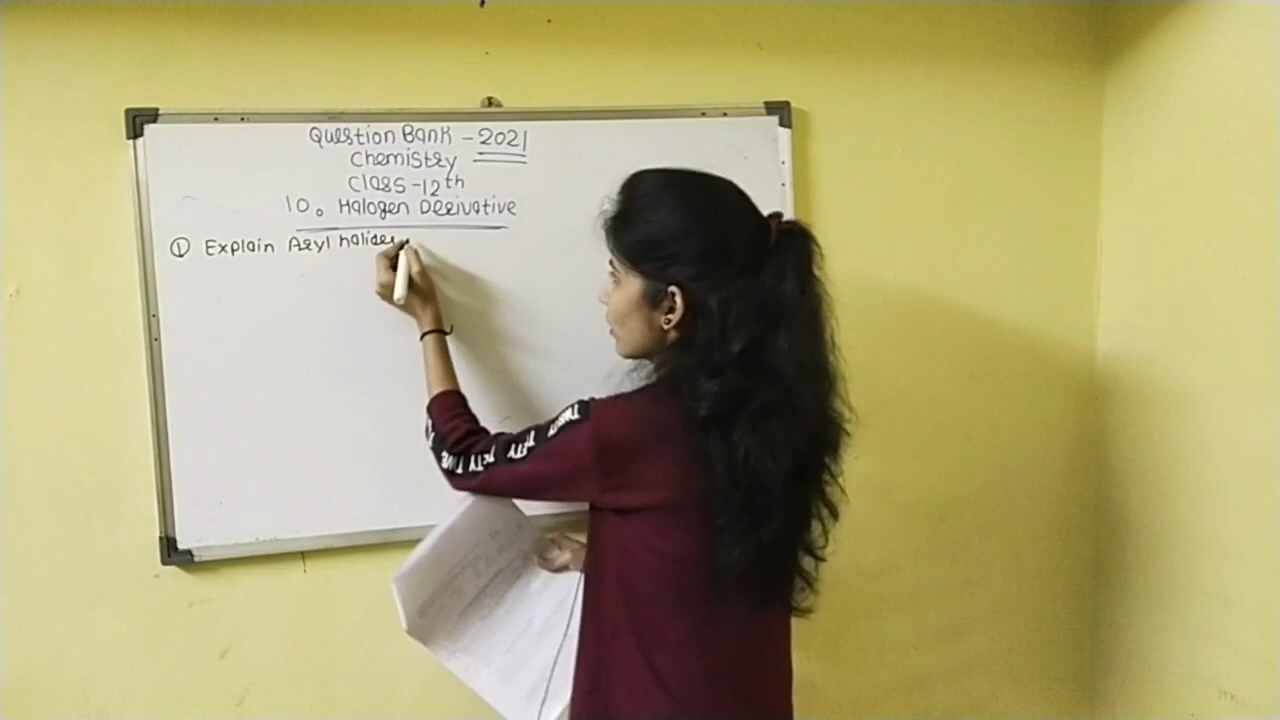 Question Bank - 2021
Chemistry
Class-12th
10. Halogen Derivative
① Explain Aryl halides